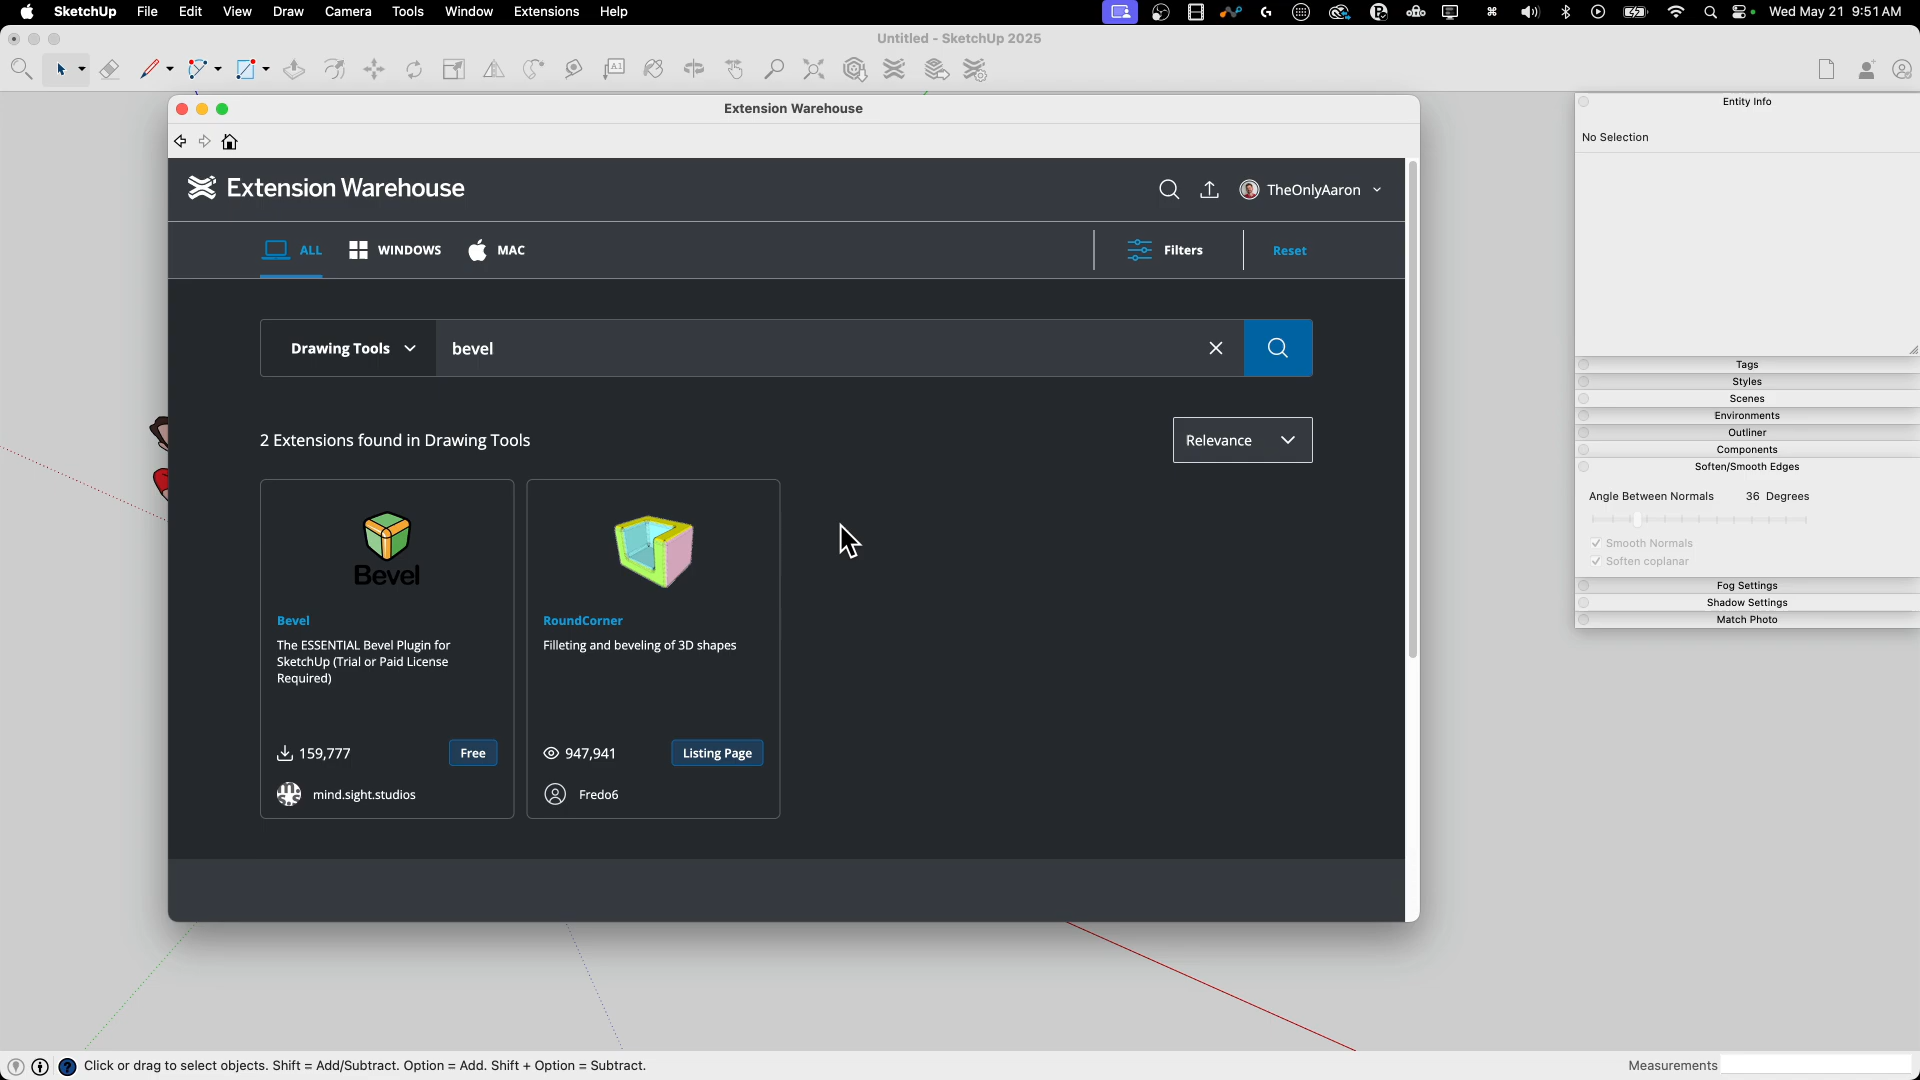 SketchUp File Edit View Draw Camera Tools Window Extensions Help
Wed May 21 9:51 AM
Untitled - SketchUp 2025
A1
Extension Warehouse
Extension Warehouse
TheOnlyAaron
ALL WINDOWS MAC
Filters
Reset
Drawing Tools
bevel
2 Extensions found in Drawing Tools
Relevance
Bevel
Bevel
The ESSENTIAL Bevel Plugin for
SketchUp (Trial or Paid License
Required)
159,777
Free
mind.sight.studios
RoundCorner
Filleting and beveling of 3D shapes
947,941
Listing Page
Fredo6
Entity Info
No Selection
Tags
Styles
Scenes
Environments
Outliner
Components
Soften/Smooth Edges
Angle Between Normals 36 Degrees
Smooth Normals
Soften coplanar
Fog Settings
Shadow Settings
Match Photo
Click or drag to select objects. Shift = Add/Subtract. Option = Add. Shift + Option = Subtract.
Measurements